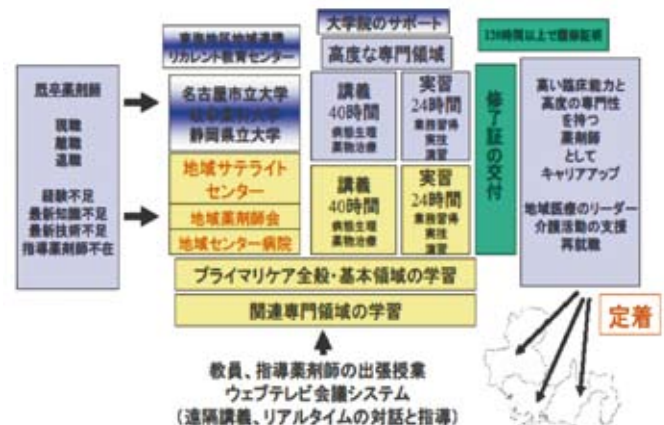 既卒薬剤師
現職
離職
退職
経験不足
最新知識不足
最新技術不足
指導薬剤師不在
東海地区地域連携
リカレント教育センター
名古屋市立大学
岐阜薬科大学
静岡県立大学
地域サテライト
センター
地域薬剤師会
地域センター病院
大学院のサポート
高度な専門領域
講義
40時間
病態生理
薬物治療
実習
24時間
業務習得
実技
演習
講義
40時間
病態生理
薬物治療
実習
24時間
業務習得
実技
演習
プライマリケア全般・基本領域の学習
関連専門領域の学習
教員、指導薬剤師の出張授業
ウェブテレビ会議システム
(遠隔講義、リアルタイムの対話と指導)
120時間以上で履修証明
修了証の交付
高い臨床能力と
高度の専門性
を持つ
薬剤師
として
キャリアアップ
地域医療のリーダー
介護活動の支援
再就職
定着